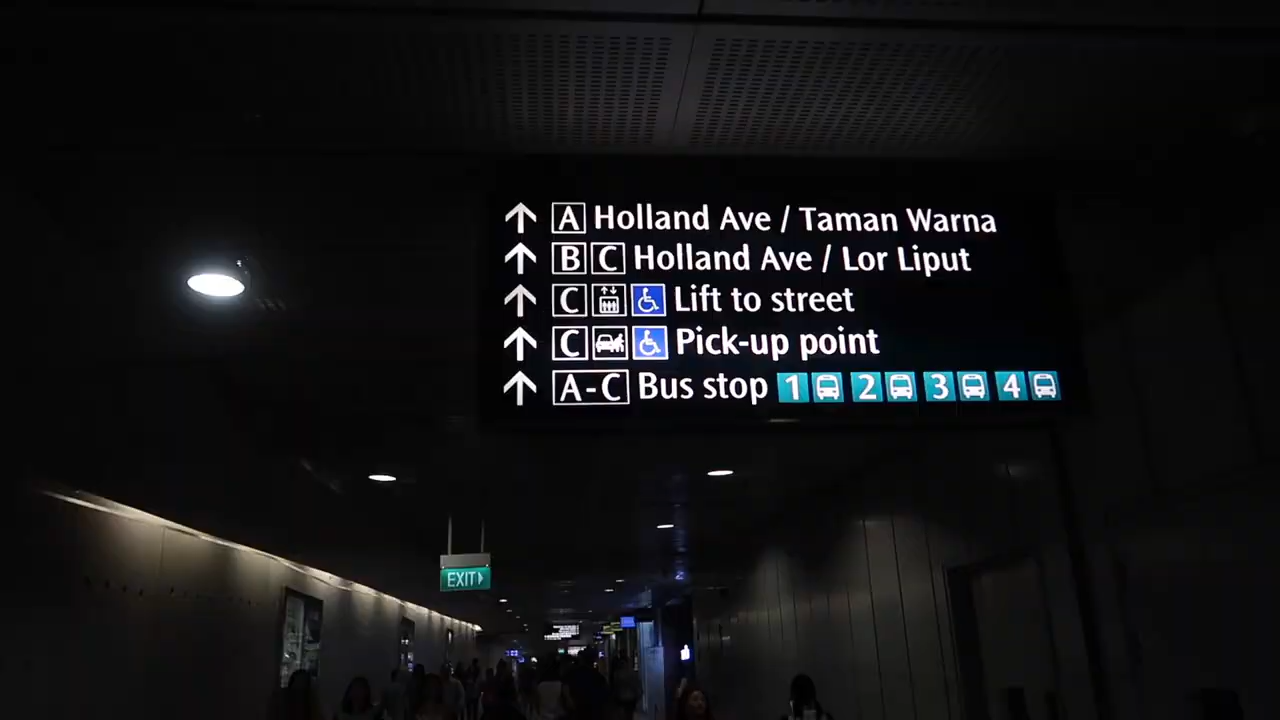 A Holland Ave / Taman Warna
B C Holland Ave / Lor Liput
C Lift to street
C Pick-up point
A-C Bus stop 1 2 3 4
EXIT